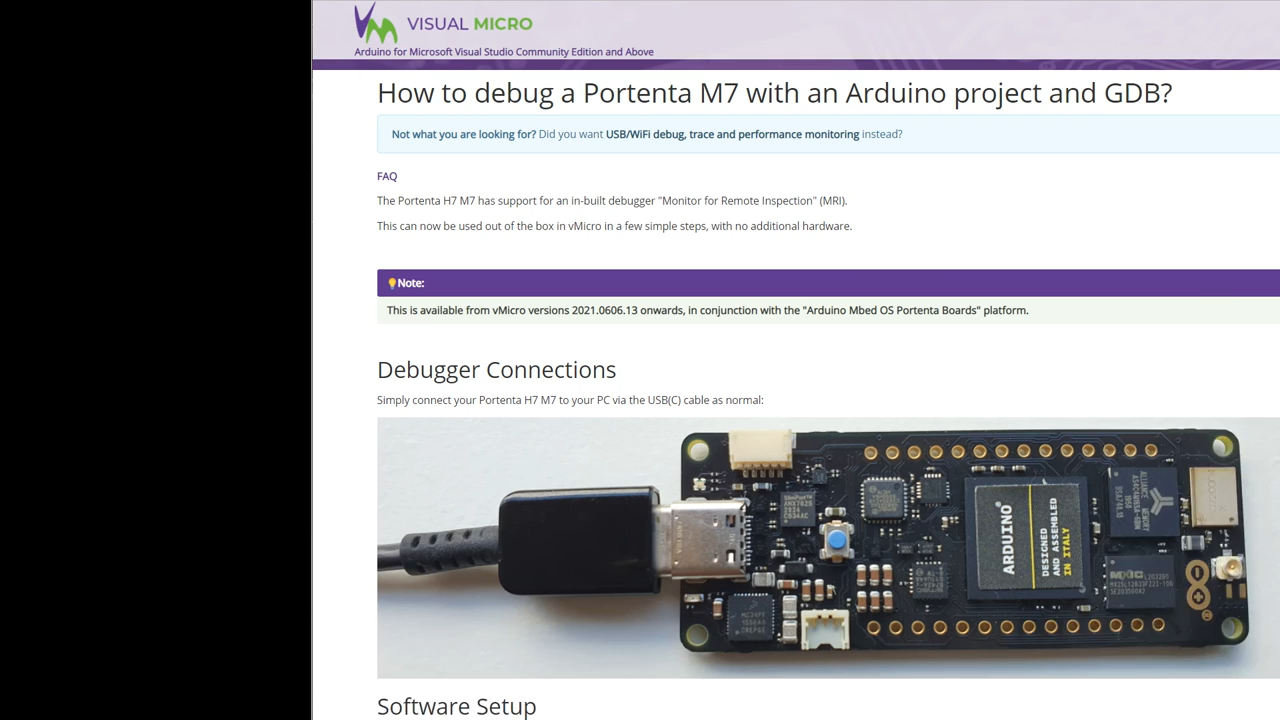 VISUAL MICRO
Arduino for Microsoft Visual Studio Community Edition and Above
How to debug a Portenta M7 with an Arduino project and GDB?
Not what you are looking for? Did you want USB/WiFi debug, trace and performance monitoring instead?
FAQ
The Portenta H7 M7 has support for an in-built debugger "Monitor for Remote Inspection" (MRI).
This can now be used out of the box in vMicro in a few simple steps, with no additional hardware.
Note:
This is available from vMicro versions 2021.0606.13 onwards, in conjunction with the "Arduino Mbed OS Portenta Boards" platform.
Debugger Connections
Simply connect your Portenta H7 M7 to your PC via the USB(C) cable as normal:
ARDUINO
DESIGNED
AND ASSEMBLED
IN ITALY
ALLIANCE
MEMORY
MXIC
Software Setup